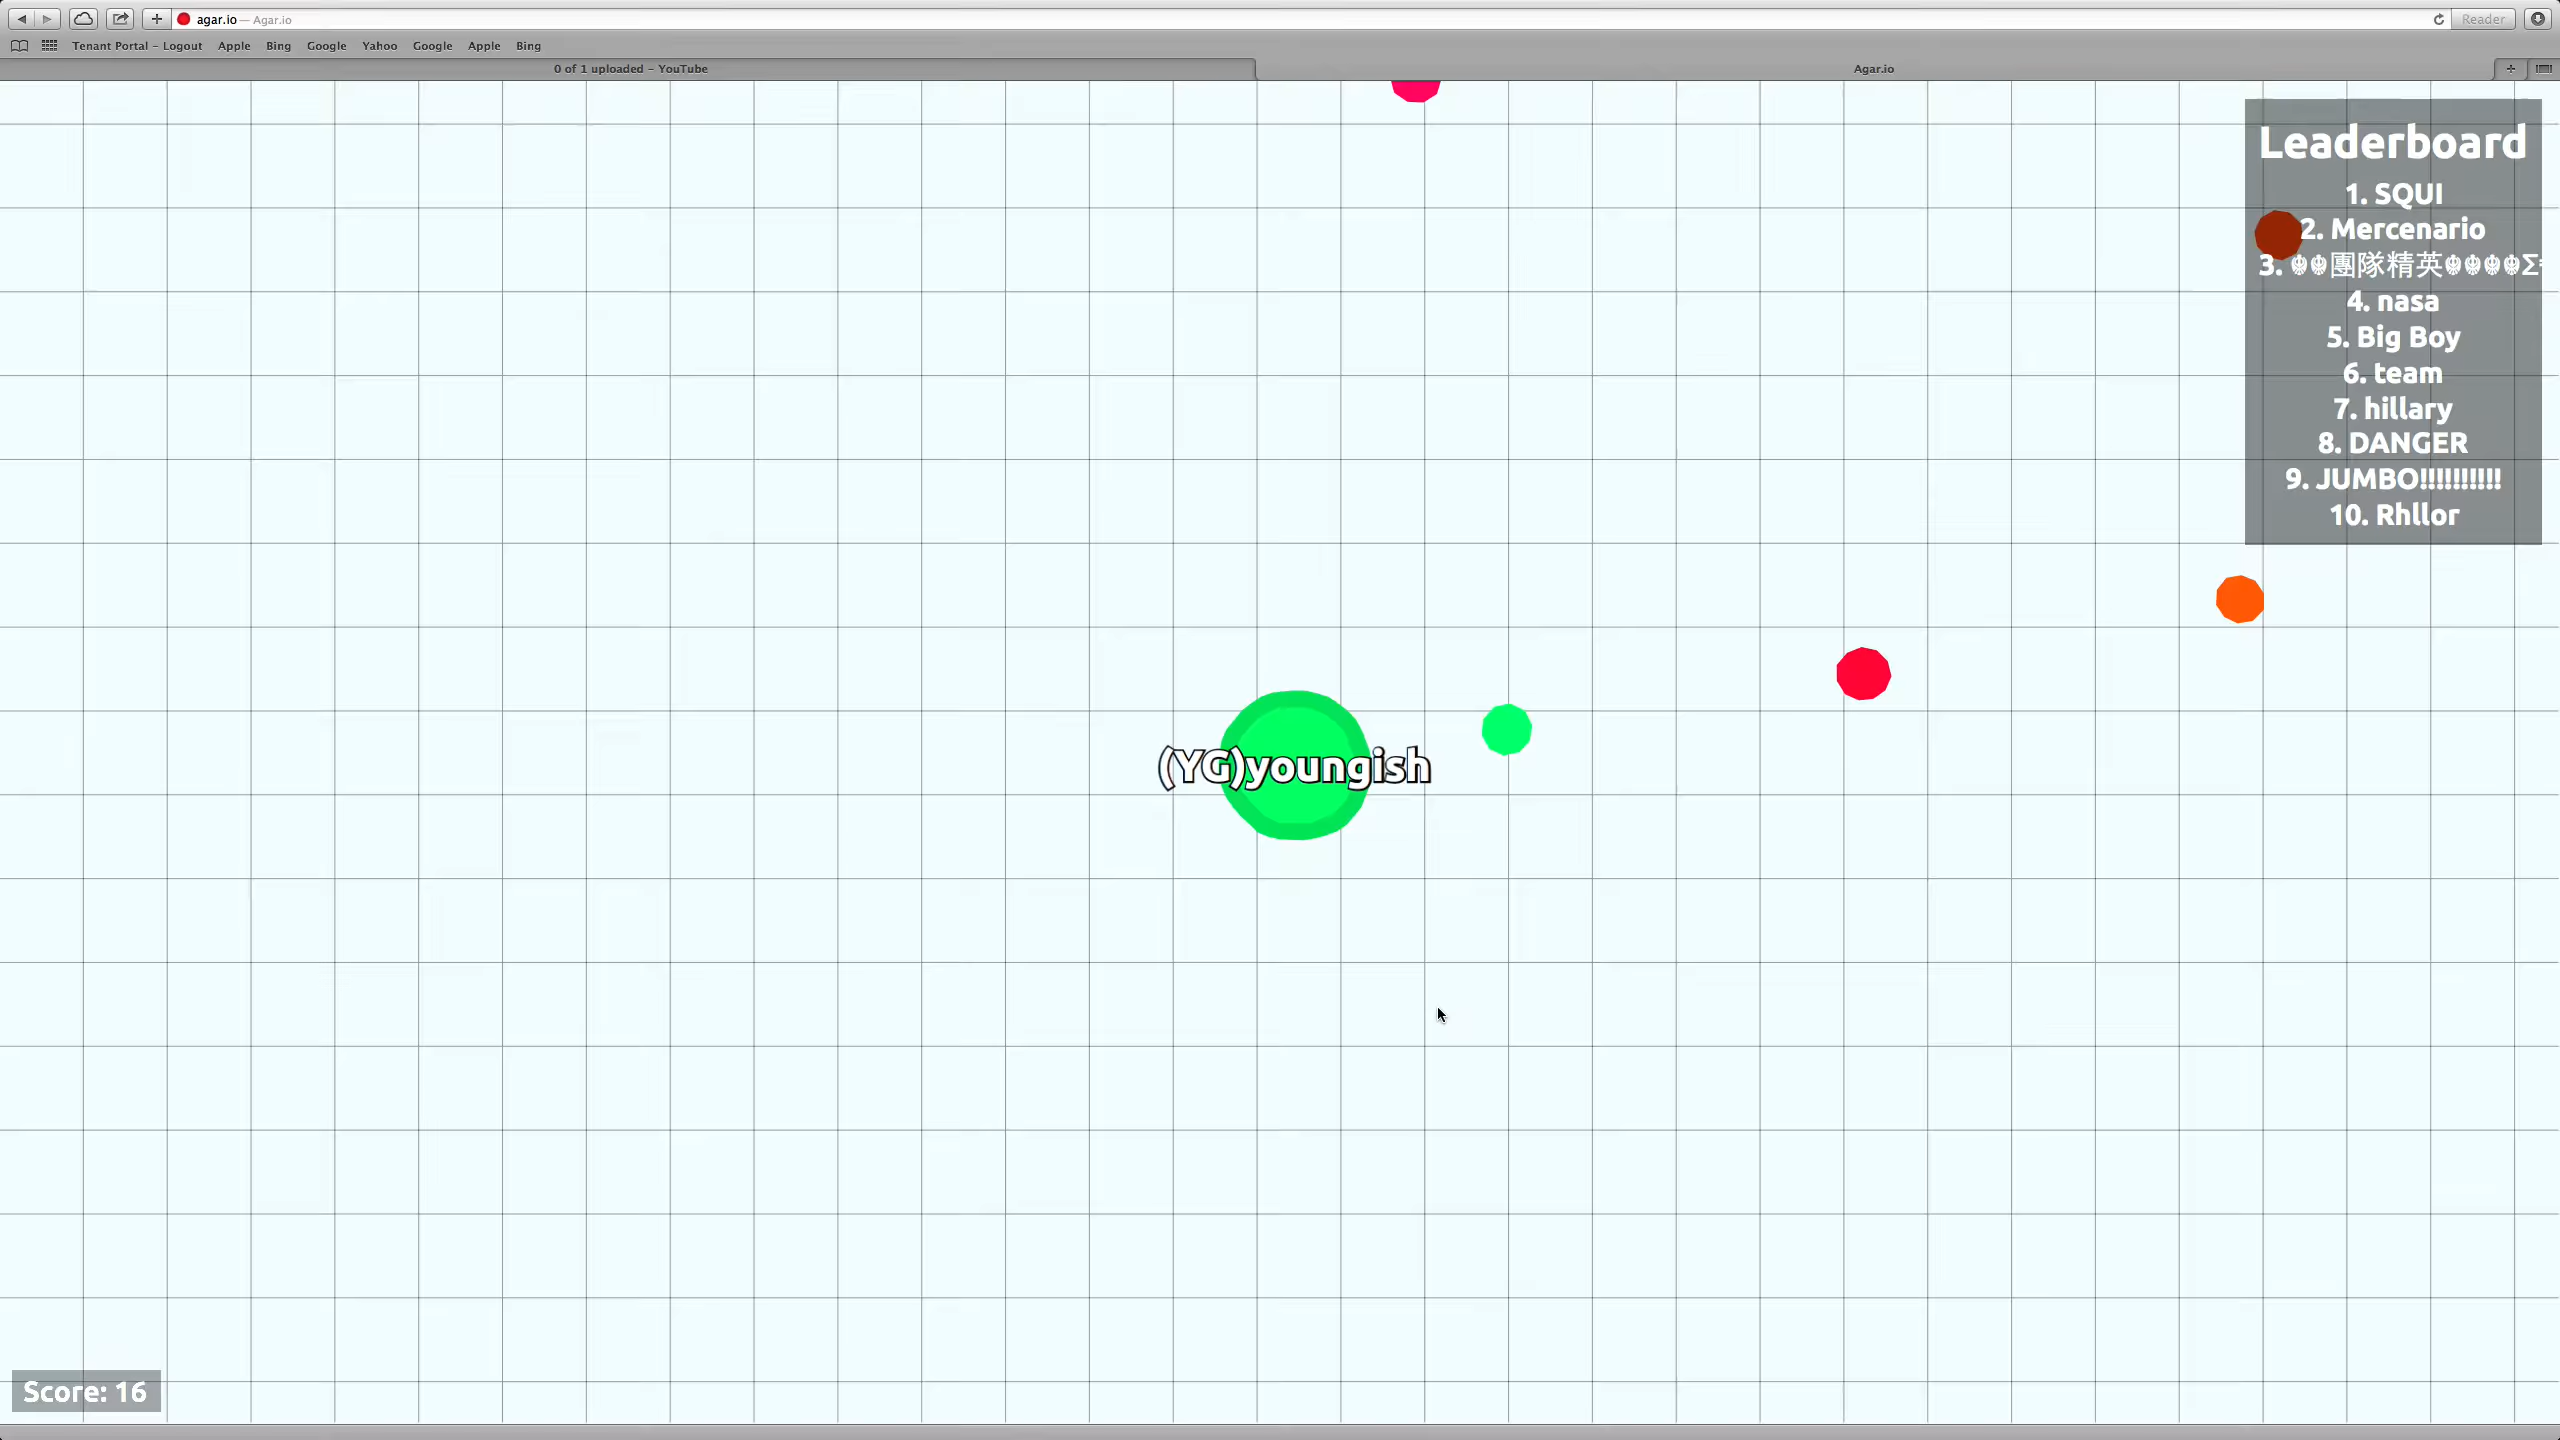 agar.io — Agar.io
Reader
Tenant Portal – Logout Apple Bing Google Yahoo Google Apple Bing
0 of 1 uploaded – YouTube
Agar.io
Leaderboard
1. SQUI
2. Mercenario
3. ☬☬團隊精英☬☬☬☬Σ
4. nasa
5. Big Boy
6. team
7. hillary
8. DANGER
9. JUMBO!!!!!!!!!!
10. Rhllor
(YG)youngish
Score: 16